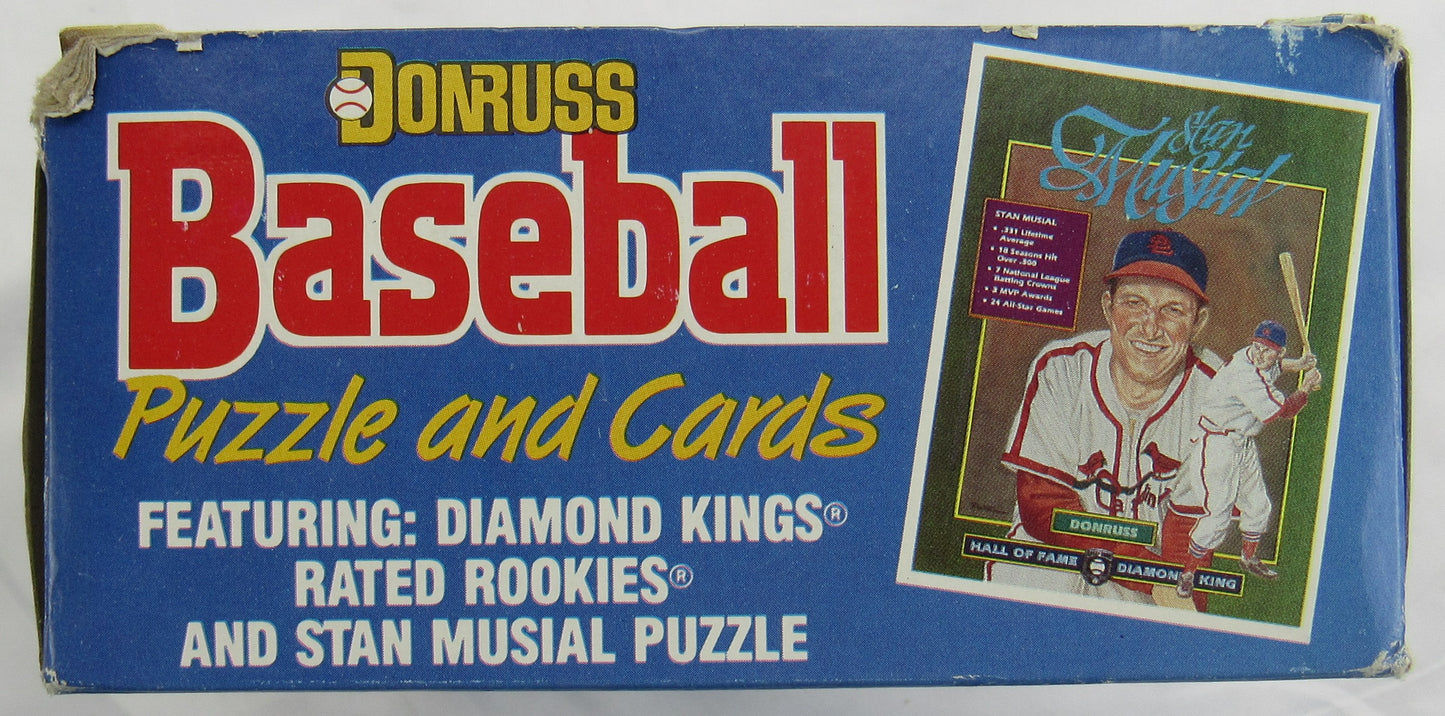 DONRUSS
Baseball
Puzzle and Cards
FEATURING: DIAMOND KINGS®
RATED ROOKIES®
AND STAN MUSIAL PUZZLE
Stan
Musial
STAN MUSIAL
• .331 Lifetime
Average
• 18 Seasons Hit
Over .300
• 7 National League
Batting Crowns
• 3 MVP Awards
• 24 All-Star Games
DONRUSS
HALL OF FAME DIAMOND KING